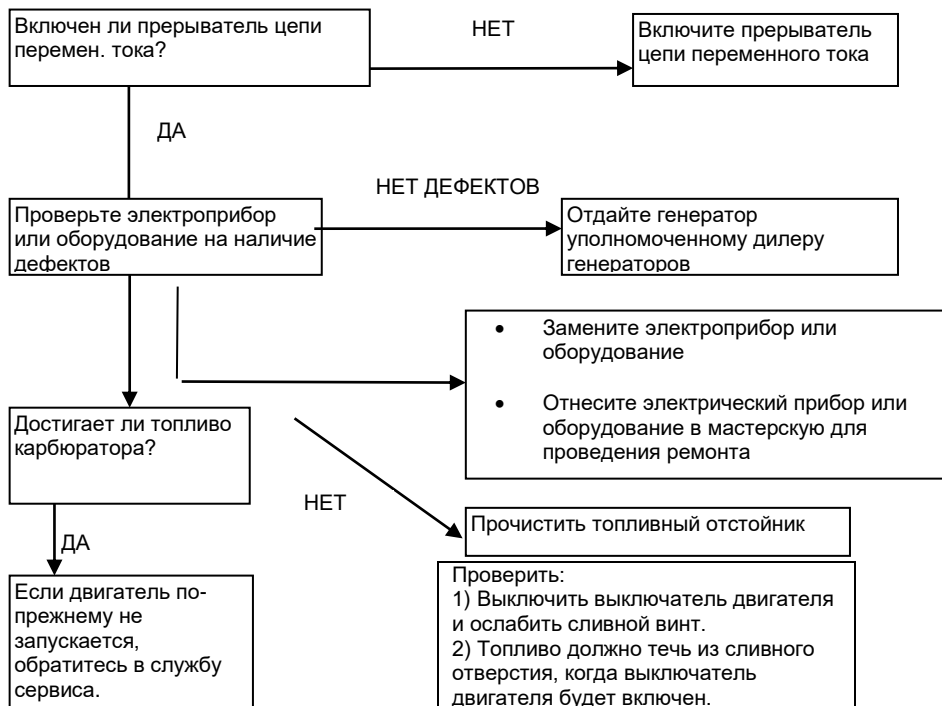 Включен ли прерыватель цепи
перемен. тока?
НЕТ
Включите прерыватель
цепи переменного тока
ДА
НЕТ ДЕФЕКТОВ
Проверьте электроприбор
или оборудование на наличие
дефектов
Отдайте генератор
уполномоченному дилеру
генераторов
• Замените электроприбор или
оборудование
• Отнесите электрический прибор или
оборудование в мастерскую для
проведения ремонта
Достигает ли топливо
карбюратора?
НЕТ
Прочистить топливный отстойник
ДА
Если двигатель по-
прежнему не
запускается,
обратитесь в службу
сервиса.
Проверить:
1) Выключить выключатель двигателя
и ослабить сливной винт.
2) Топливо должно течь из сливного
отверстия, когда выключатель
двигателя будет включен.